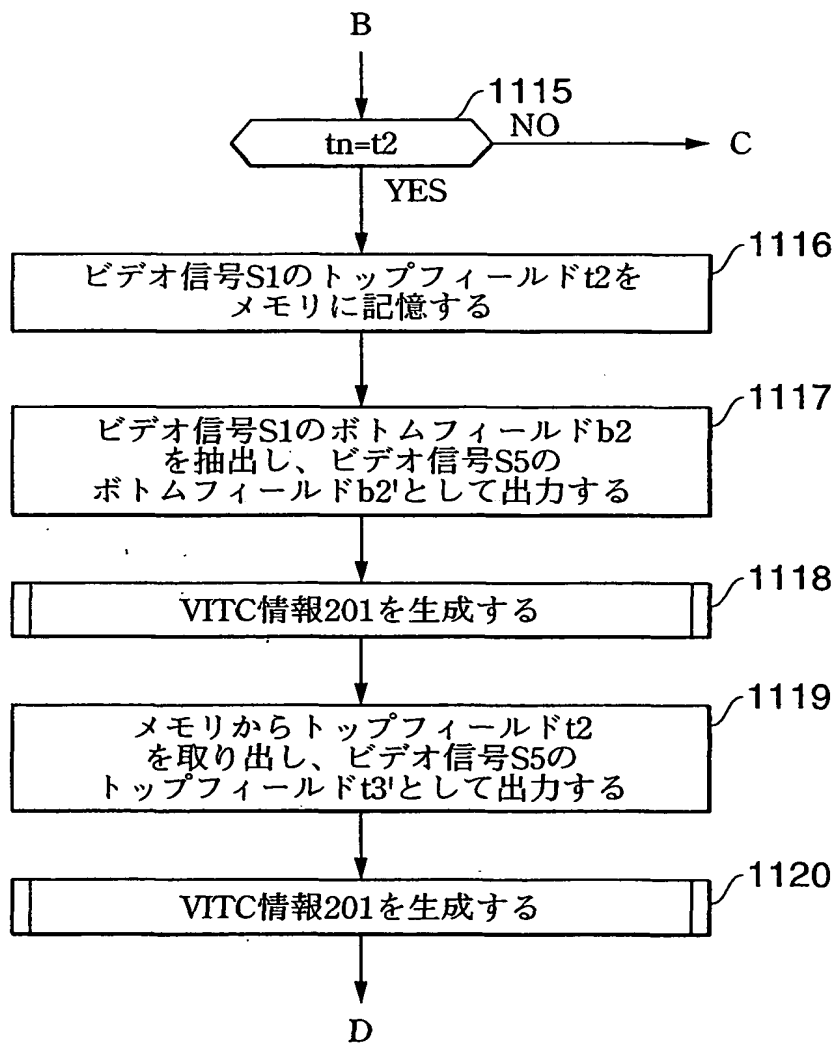 B
1115
tn=t2
NO
C
YES
1116
ビデオ信号S1のトップフィールドt2を
メモリに記憶する
1117
ビデオ信号S1のボトムフィールドb2
を抽出し、ビデオ信号S5の
ボトムフィールドb2'として出力する
1118
VITC情報201を生成する
1119
メモリからトップフィールドt2
を取り出し、ビデオ信号S5の
トップフィールドt3'として出力する
1120
VITC情報201を生成する
D